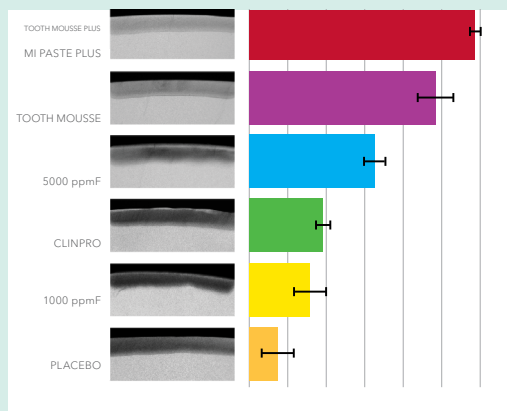 TOOTH MOUSSE PLUS
MI PASTE PLUS
TOOTH MOUSSE
5000 ppmF
CLINPRO
1000 ppmF
PLACEBO